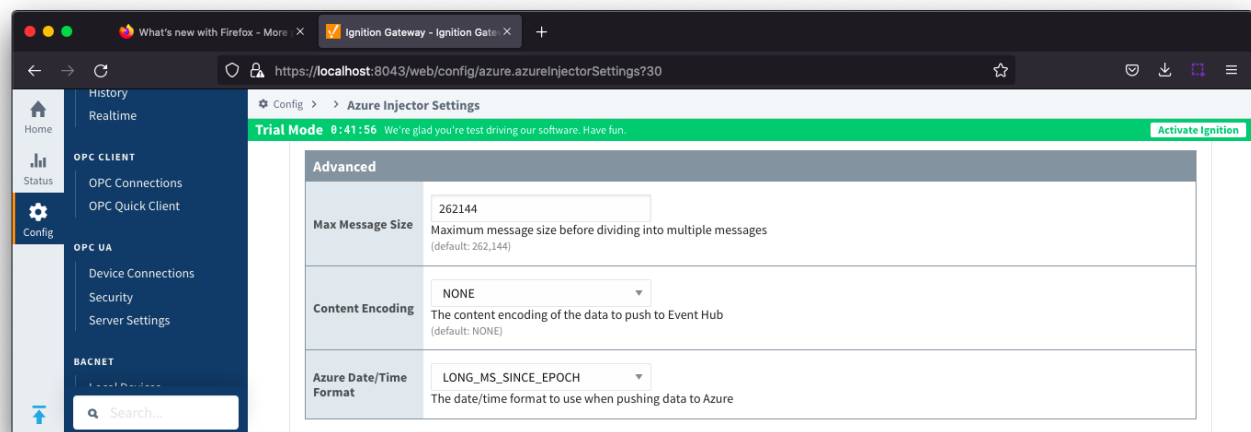 What's new with Firefox - More
Ignition Gateway - Ignition Gate
https://localhost:8043/web/config/azure.azureInjectorSettings?30
History
Realtime
Home
Status
Config
OPC CLIENT
OPC Connections
OPC Quick Client
OPC UA
Device Connections
Security
Server Settings
BACNET
Local Devices
Search...
Config > > Azure Injector Settings
Trial Mode 0:41:56 We're glad you're test driving our software. Have fun.
Activate Ignition
Advanced
Max Message Size
262144
Maximum message size before dividing into multiple messages
(default: 262,144)
Content Encoding
NONE
The content encoding of the data to push to Event Hub
(default: NONE)
Azure Date/Time
Format
LONG_MS_SINCE_EPOCH
The date/time format to use when pushing data to Azure